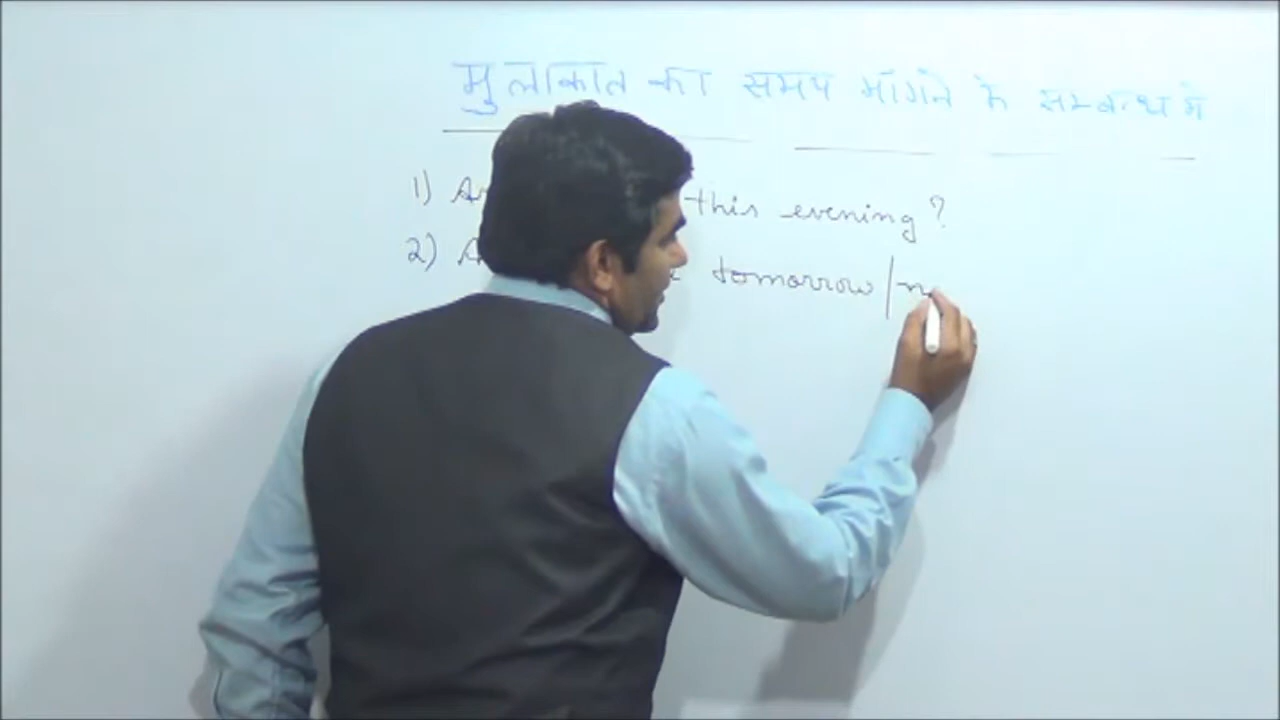 मुलाकात का समय माँगने के सम्बन्ध में
1) this evening?
2) tomorrow/